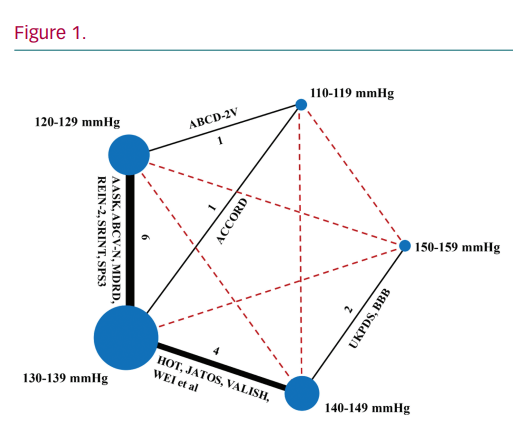 Figure 1.
110-119 mmHg
120-129 mmHg
ABCD-2V
1
AASK, ABCV-N, MDRD,
REIN-2, SRINT, SPS3
6
1
ACCORD
150-159 mmHg
2
UKPDS, BBB
4
HOT, JATOS, VALISH,
WEI et al
130-139 mmHg
140-149 mmHg